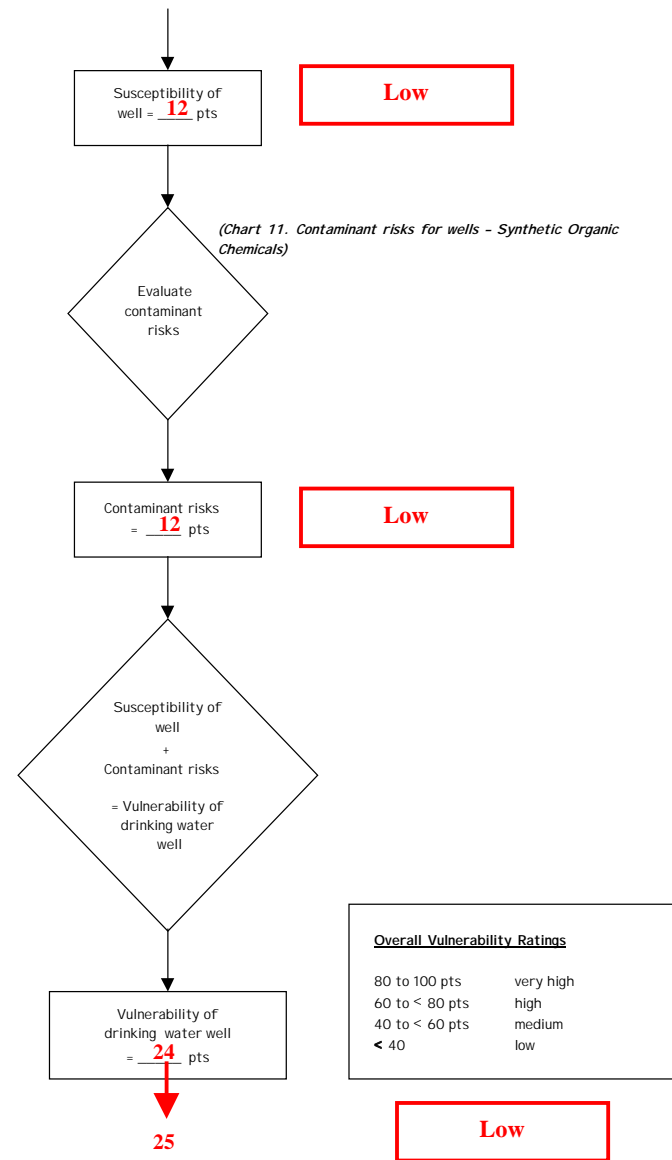 Susceptibility of
well = 12 pts
Low
(Chart 11. Contaminant risks for wells – Synthetic Organic
Chemicals)
Evaluate
contaminant
risks
Contaminant risks
= 12 pts
Low
Susceptibility of
well
+
Contaminant risks
= Vulnerability of
drinking water
well
Overall Vulnerability Ratings
80 to 100 pts very high
60 to < 80 pts high
40 to < 60 pts medium
< 40 low
Vulnerability of
drinking water well
= 24 pts
25
Low